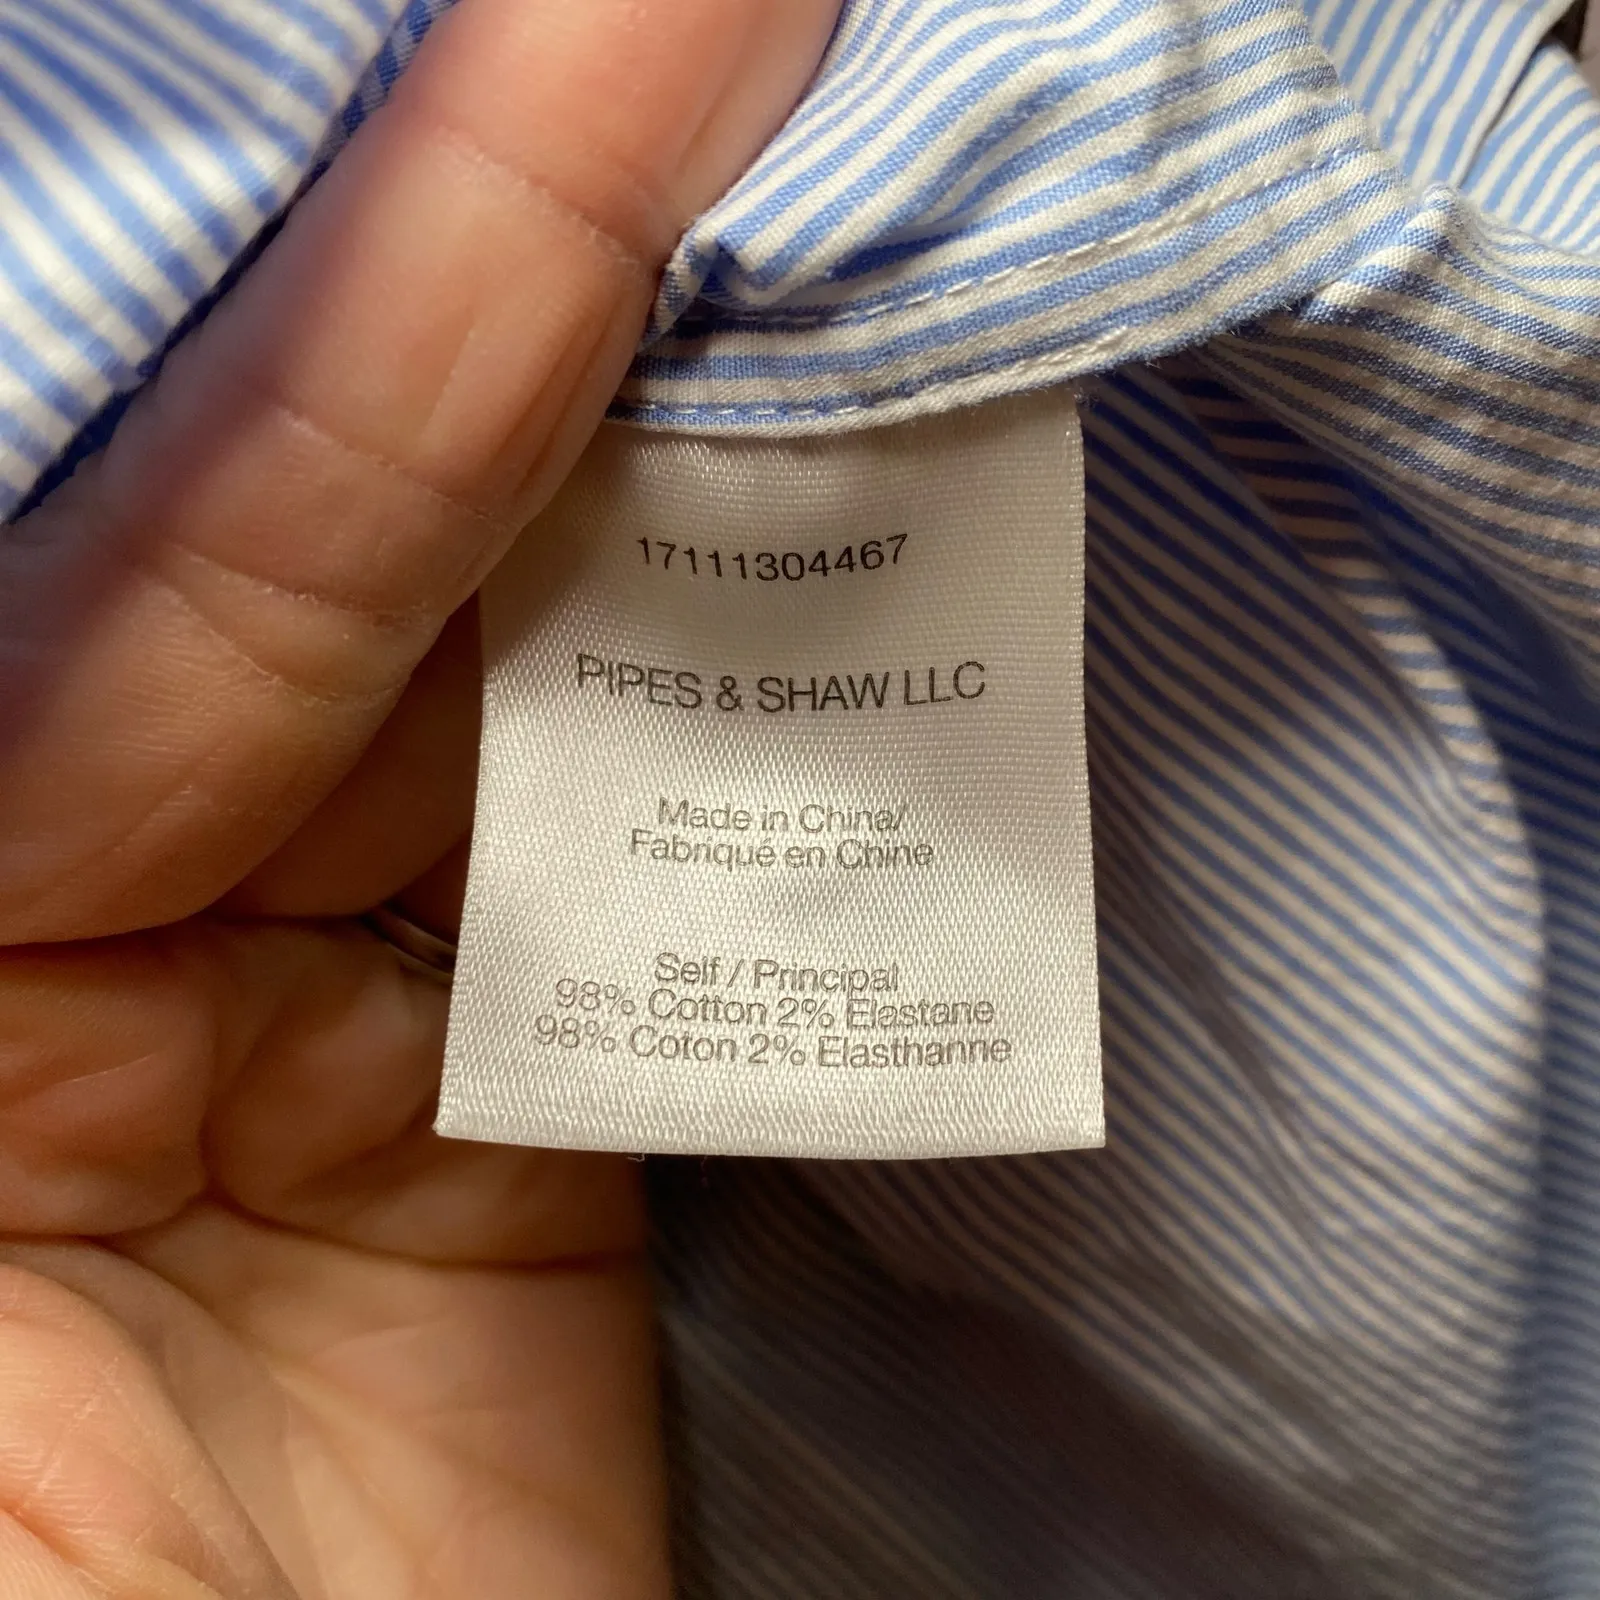 17111304467
PIPES & SHAW LLC
Made in China/
Fabriqué en Chine
Self / Principal
98% Cotton 2% Elastane
98% Coton 2% Elasthanne